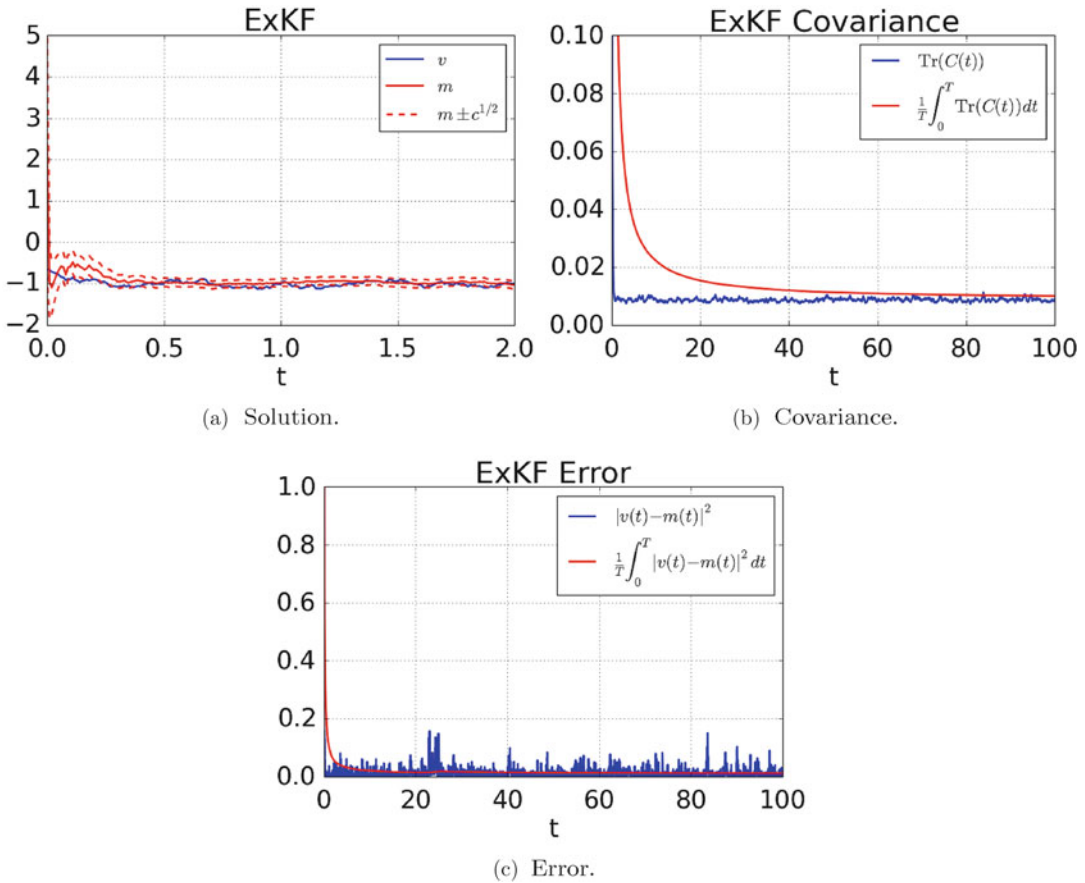 ExKF
5
4
3
2
1
0
−1
−2
0.0 0.5 1.0 1.5 2.0
t
v
m
m ± c^{1/2}
(a) Solution.
ExKF Covariance
0.10
0.08
0.06
0.04
0.02
0.00
0 20 40 60 80 100
t
Tr(C(t))
\frac{1}{T}\int_0^T Tr(C(t))dt
(b) Covariance.
ExKF Error
1.0
0.8
0.6
0.4
0.2
0.0
0 20 40 60 80 100
t
|v(t)−m(t)|^2
\frac{1}{T}\int_0^T |v(t)−m(t)|^2 dt
(c) Error.